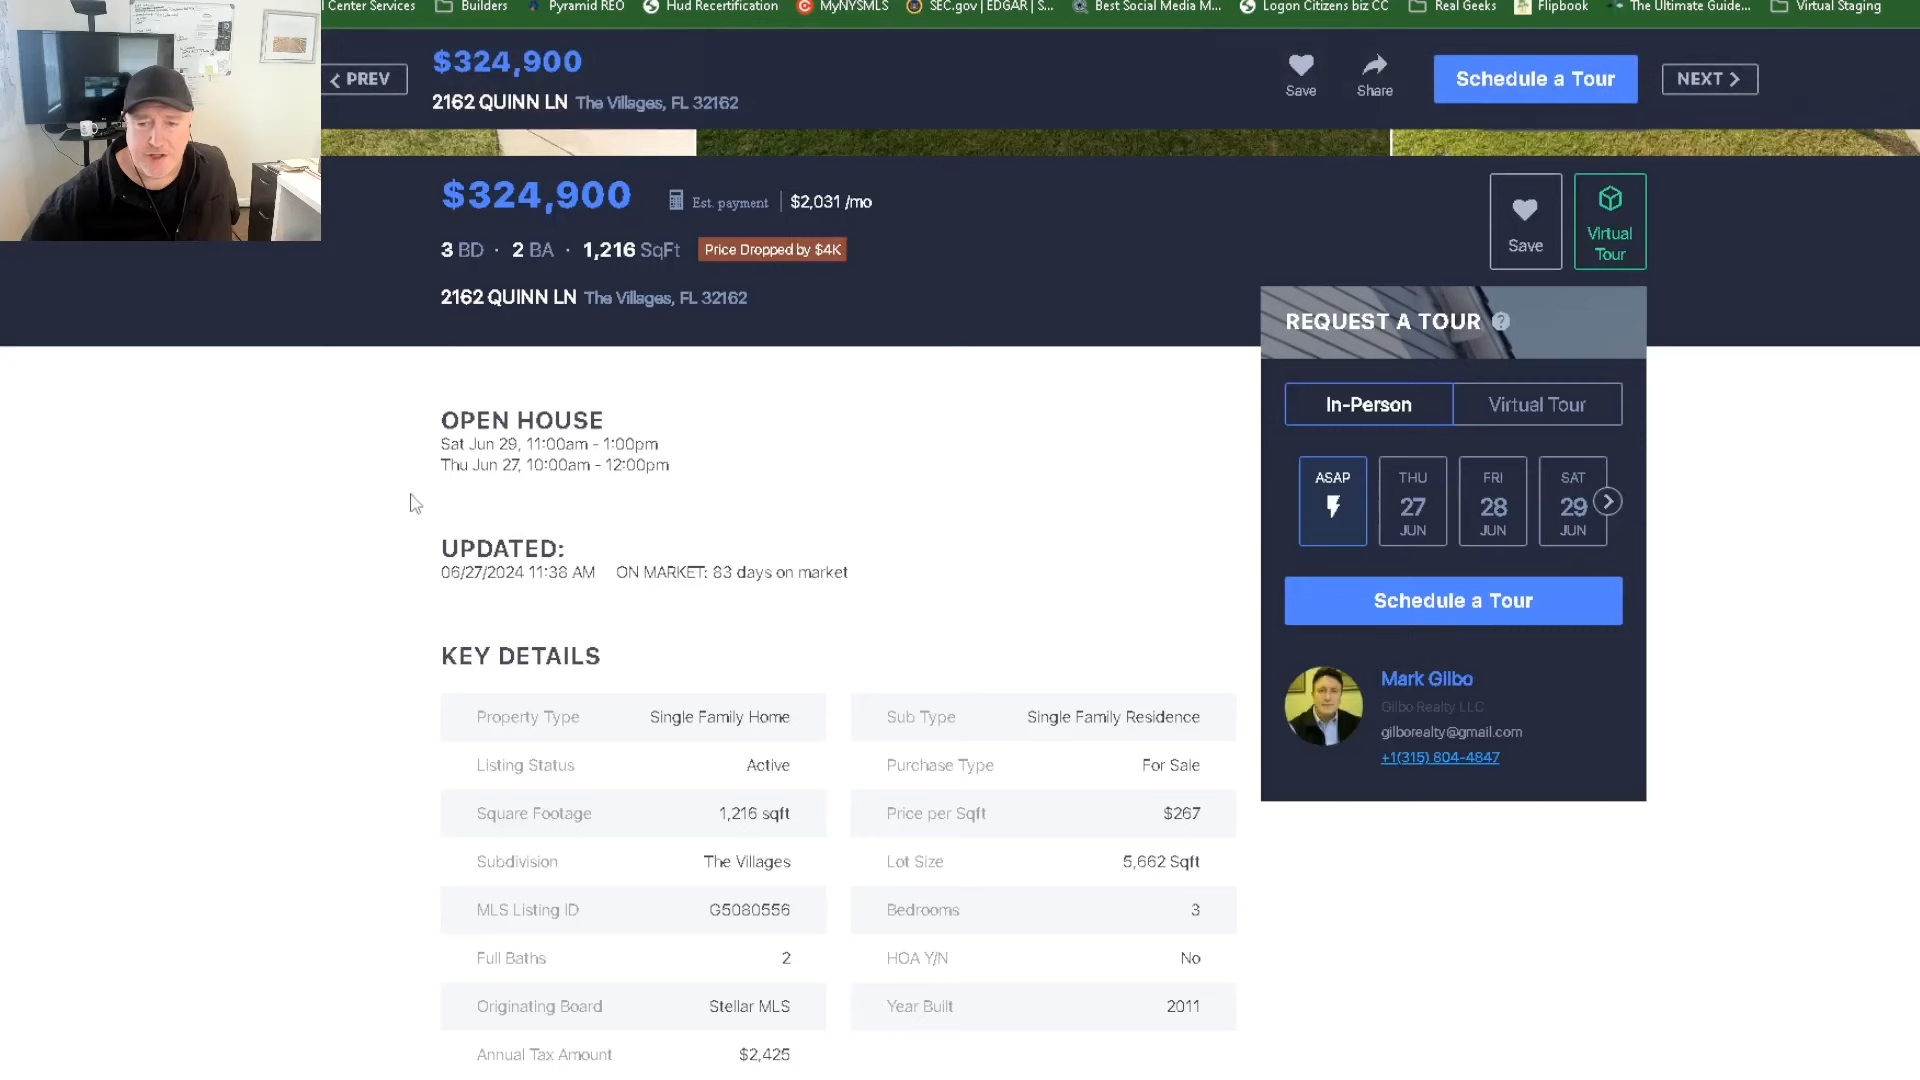 l Center Services
Builders
Pyramid REO
Hud Recertification
MyNYSMLS
SEC.gov | EDGAR | S...
Best Social Media M...
Logon Citizens biz CC
Real Geeks
Flipbook
The Ultimate Guide...
Virtual Staging
PREV
$324,900
2162 QUINN LN The Villages, FL 32162
Save
Share
Schedule a Tour
NEXT
$324,900
Est. payment
$2,031 /mo
3 BD · 2 BA · 1,216 SqFt
Price Dropped by $4K
2162 QUINN LN The Villages, FL 32162
Save
Virtual
Tour
REQUEST A TOUR ?
In-Person
Virtual Tour
ASAP
THU
27
JUN
FRI
28
JUN
SAT
29
JUN
Schedule a Tour
Mark Gilbo
Gilbo Realty LLC
gilborealty@gmail.com
+1(315) 804-4847
OPEN HOUSE
Sat Jun 29, 11:00am - 1:00pm
Thu Jun 27, 10:00am - 12:00pm
UPDATED:
06/27/2024 11:38 AM ON MARKET: 83 days on market
KEY DETAILS
Property Type Single Family Home
Sub Type Single Family Residence
Listing Status Active
Purchase Type For Sale
Square Footage 1,216 sqft
Price per Sqft $267
Subdivision The Villages
Lot Size 5,662 Sqft
MLS Listing ID G5080556
Bedrooms 3
Full Baths 2
HOA Y/N No
Originating Board Stellar MLS
Year Built 2011
Annual Tax Amount $2,425